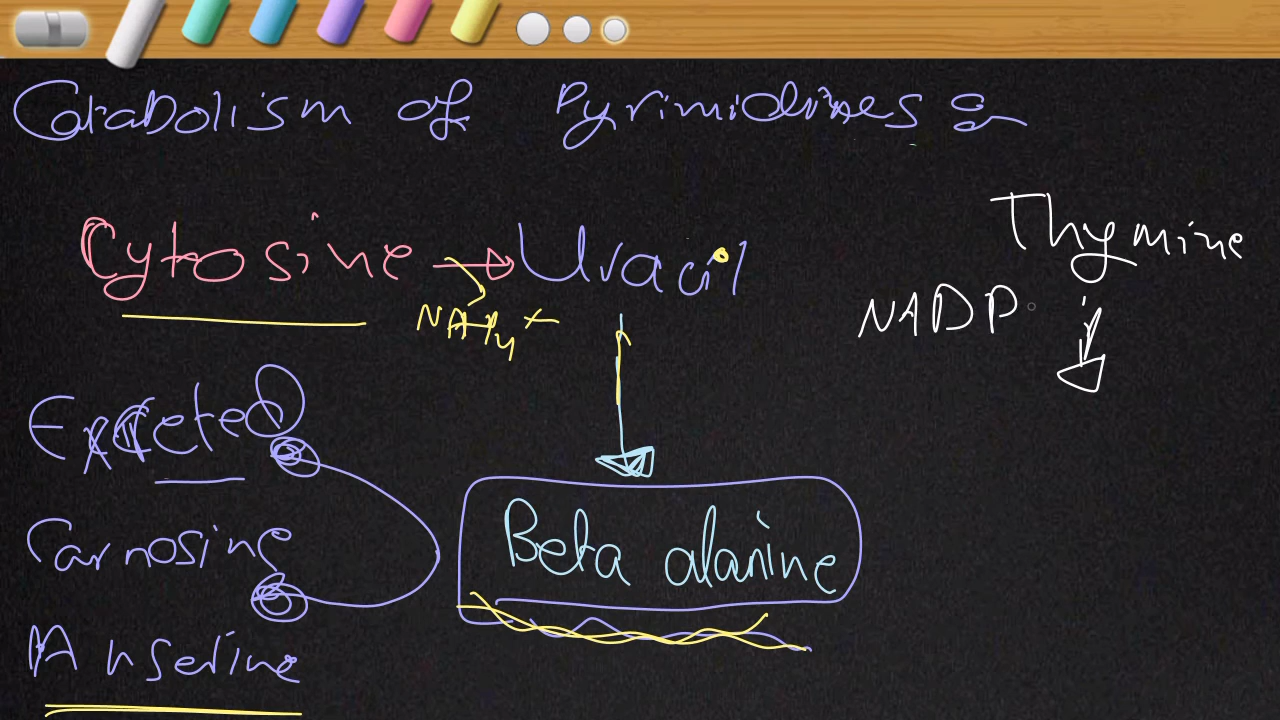 Catabolism of Pyrimidines :-
Cytosine → Uracil
NH4+
Thymine
NADP
Excreted
Carnosine
Anserine
Beta alanine